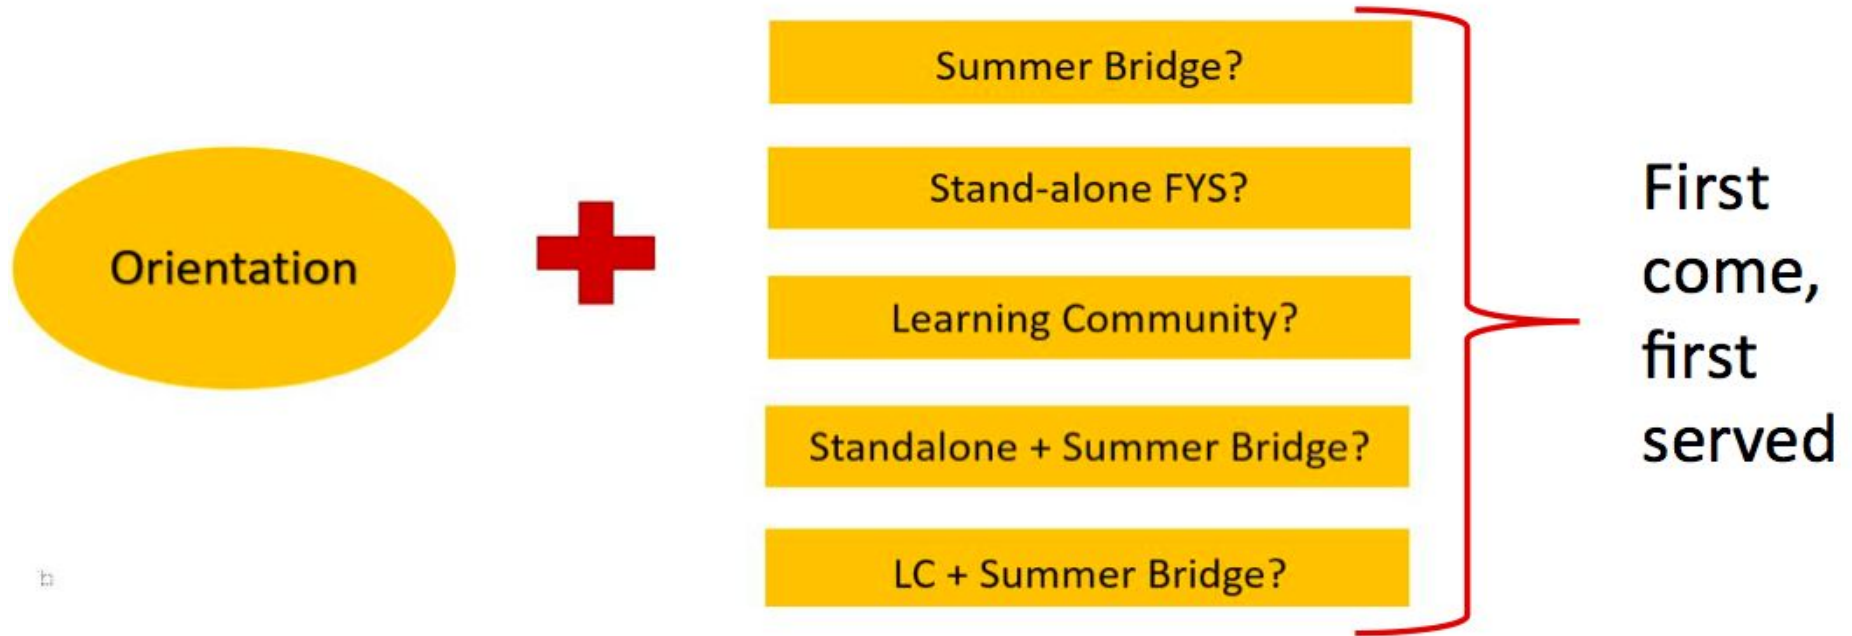 Orientation
Summer Bridge?
Stand-alone FYS?
Learning Community?
Standalone + Summer Bridge?
LC + Summer Bridge?
First
come,
first
served